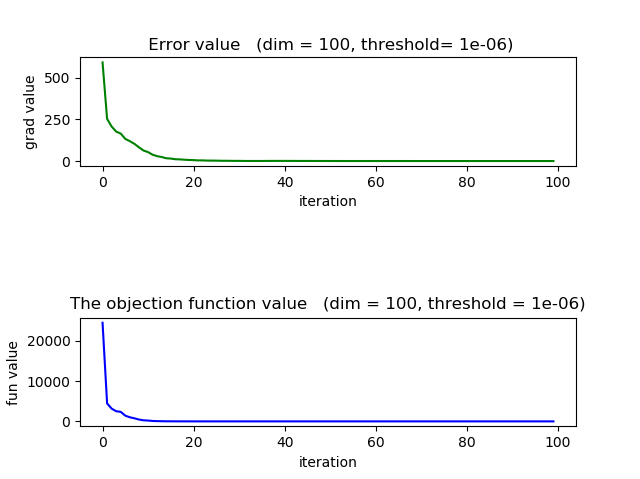 Error value (dim = 100, threshold= 1e-06)
grad value
500
250
0
0 20 40 60 80 100
iteration
The objection function value (dim = 100, threshold = 1e-06)
fun value
20000
10000
0
0 20 40 60 80 100
iteration